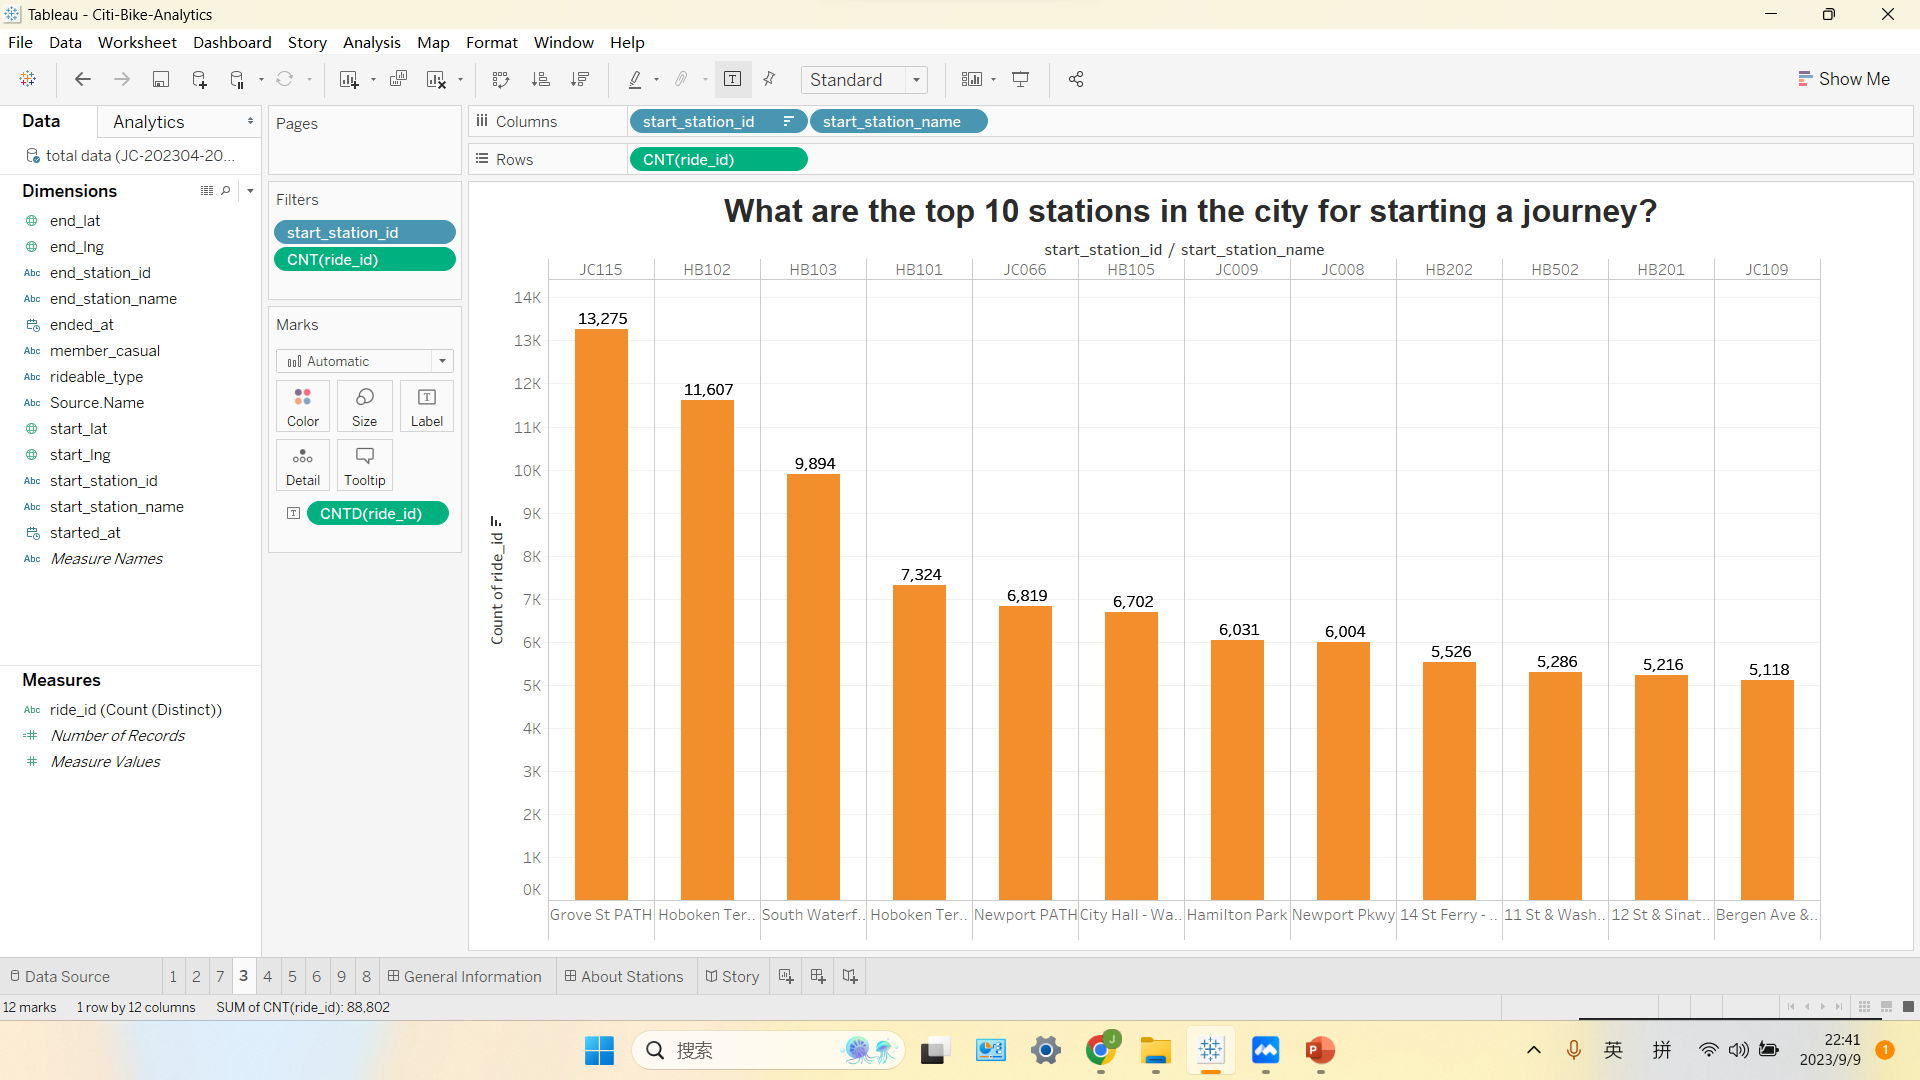 Tableau - Citi-Bike-Analytics
File Data Worksheet Dashboard Story Analysis Map Format Window Help
Standard
Show Me
Data Analytics
total data (JC-202304-20...
Dimensions
end_lat
end_lng
Abc end_station_id
Abc end_station_name
ended_at
Abc member_casual
Abc rideable_type
Abc Source.Name
start_lat
start_lng
Abc start_station_id
Abc start_station_name
started_at
Abc Measure Names
Measures
Abc ride_id (Count (Distinct))
=# Number of Records
# Measure Values
Pages
Filters
start_station_id
CNT(ride_id)
Marks
Automatic
Color Size Label
Detail Tooltip
CNTD(ride_id)
Columns start_station_id start_station_name
Rows CNT(ride_id)
What are the top 10 stations in the city for starting a journey?
start_station_id / start_station_name
JC115 HB102 HB103 HB101 JC066 HB105 JC009 JC008 HB202 HB502 HB201 JC109
14K
13K
12K
11K
10K
9K
8K
7K
6K
5K
4K
3K
2K
1K
0K
Count of ride_id
13,275
11,607
9,894
7,324
6,819
6,702
6,031
6,004
5,526
5,286
5,216
5,118
Grove St PATH Hoboken Ter.. South Waterf.. Hoboken Ter.. Newport PATH City Hall - Wa.. Hamilton Park Newport Pkwy 14 St Ferry - .. 11 St & Wash.. 12 St & Sinat.. Bergen Ave &..
Data Source 1 2 7 3 4 5 6 9 8 General Information About Stations Story
12 marks 1 row by 12 columns SUM of CNT(ride_id): 88,802
搜索
J
P
英 拼
22:41
2023/9/9
1